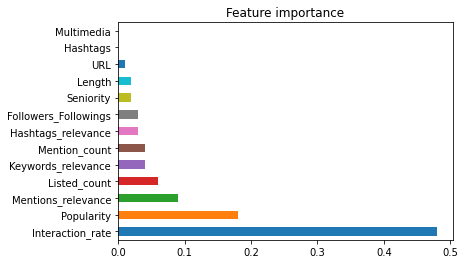 Feature importance
Multimedia
Hashtags
URL
Length
Seniority
Followers_Followings
Hashtags_relevance
Mention_count
Keywords_relevance
Listed_count
Mentions_relevance
Popularity
Interaction_rate
0.0 0.1 0.2 0.3 0.4 0.5